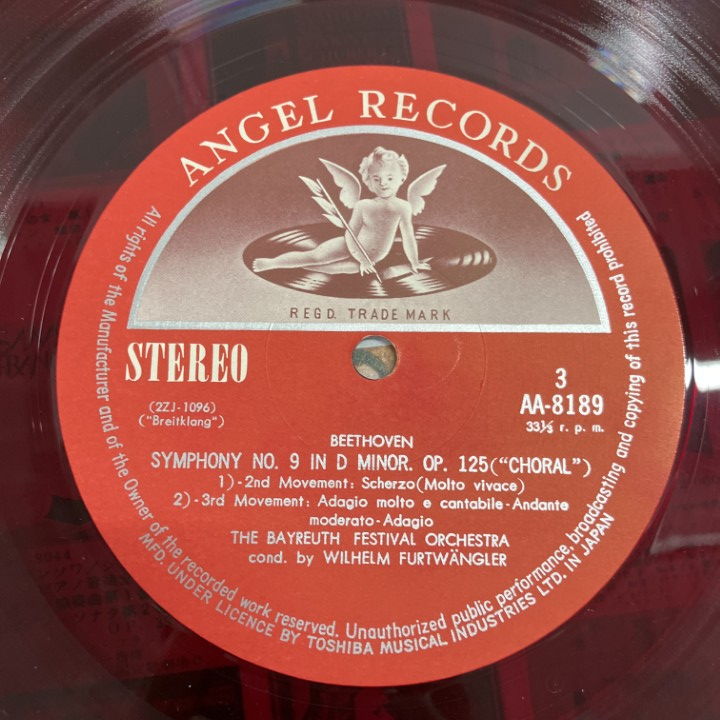 ANGEL RECORDS
REGD. TRADE MARK
STEREO
3
AA-8189
33⅓ r. p. m.
(2ZJ-1096)
("Breitklang")
BEETHOVEN
SYMPHONY NO. 9 IN D MINOR. OP. 125("CHORAL")
1)-2nd Movement: Scherzo(Molto vivace)
2)-3rd Movement: Adagio molto e cantabile-Andante
moderato-Adagio
THE BAYREUTH FESTIVAL ORCHESTRA
cond. by WILHELM FURTWÄNGLER
All rights of the Manufacturer and of the Owner of the recorded work reserved. Unauthorized public performance, broadcasting and copying of this record prohibited
MFD. UNDER LICENCE BY TOSHIBA MUSICAL INDUSTRIES LTD. IN JAPAN